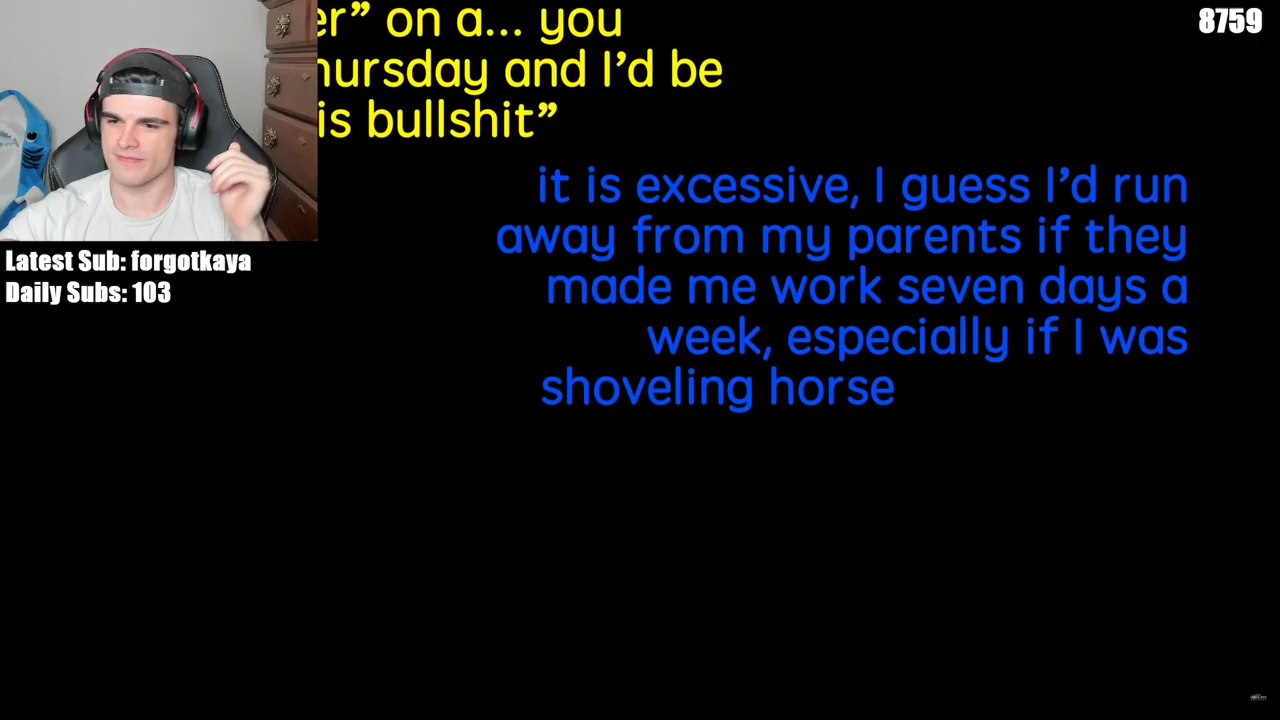 er” on a... you
hursday and I’d be
is bullshit”
8759
it is excessive, I guess I’d run
away from my parents if they
made me work seven days a
week, especially if I was
shoveling horse
Latest Sub: forgotkaya
Daily Subs: 103